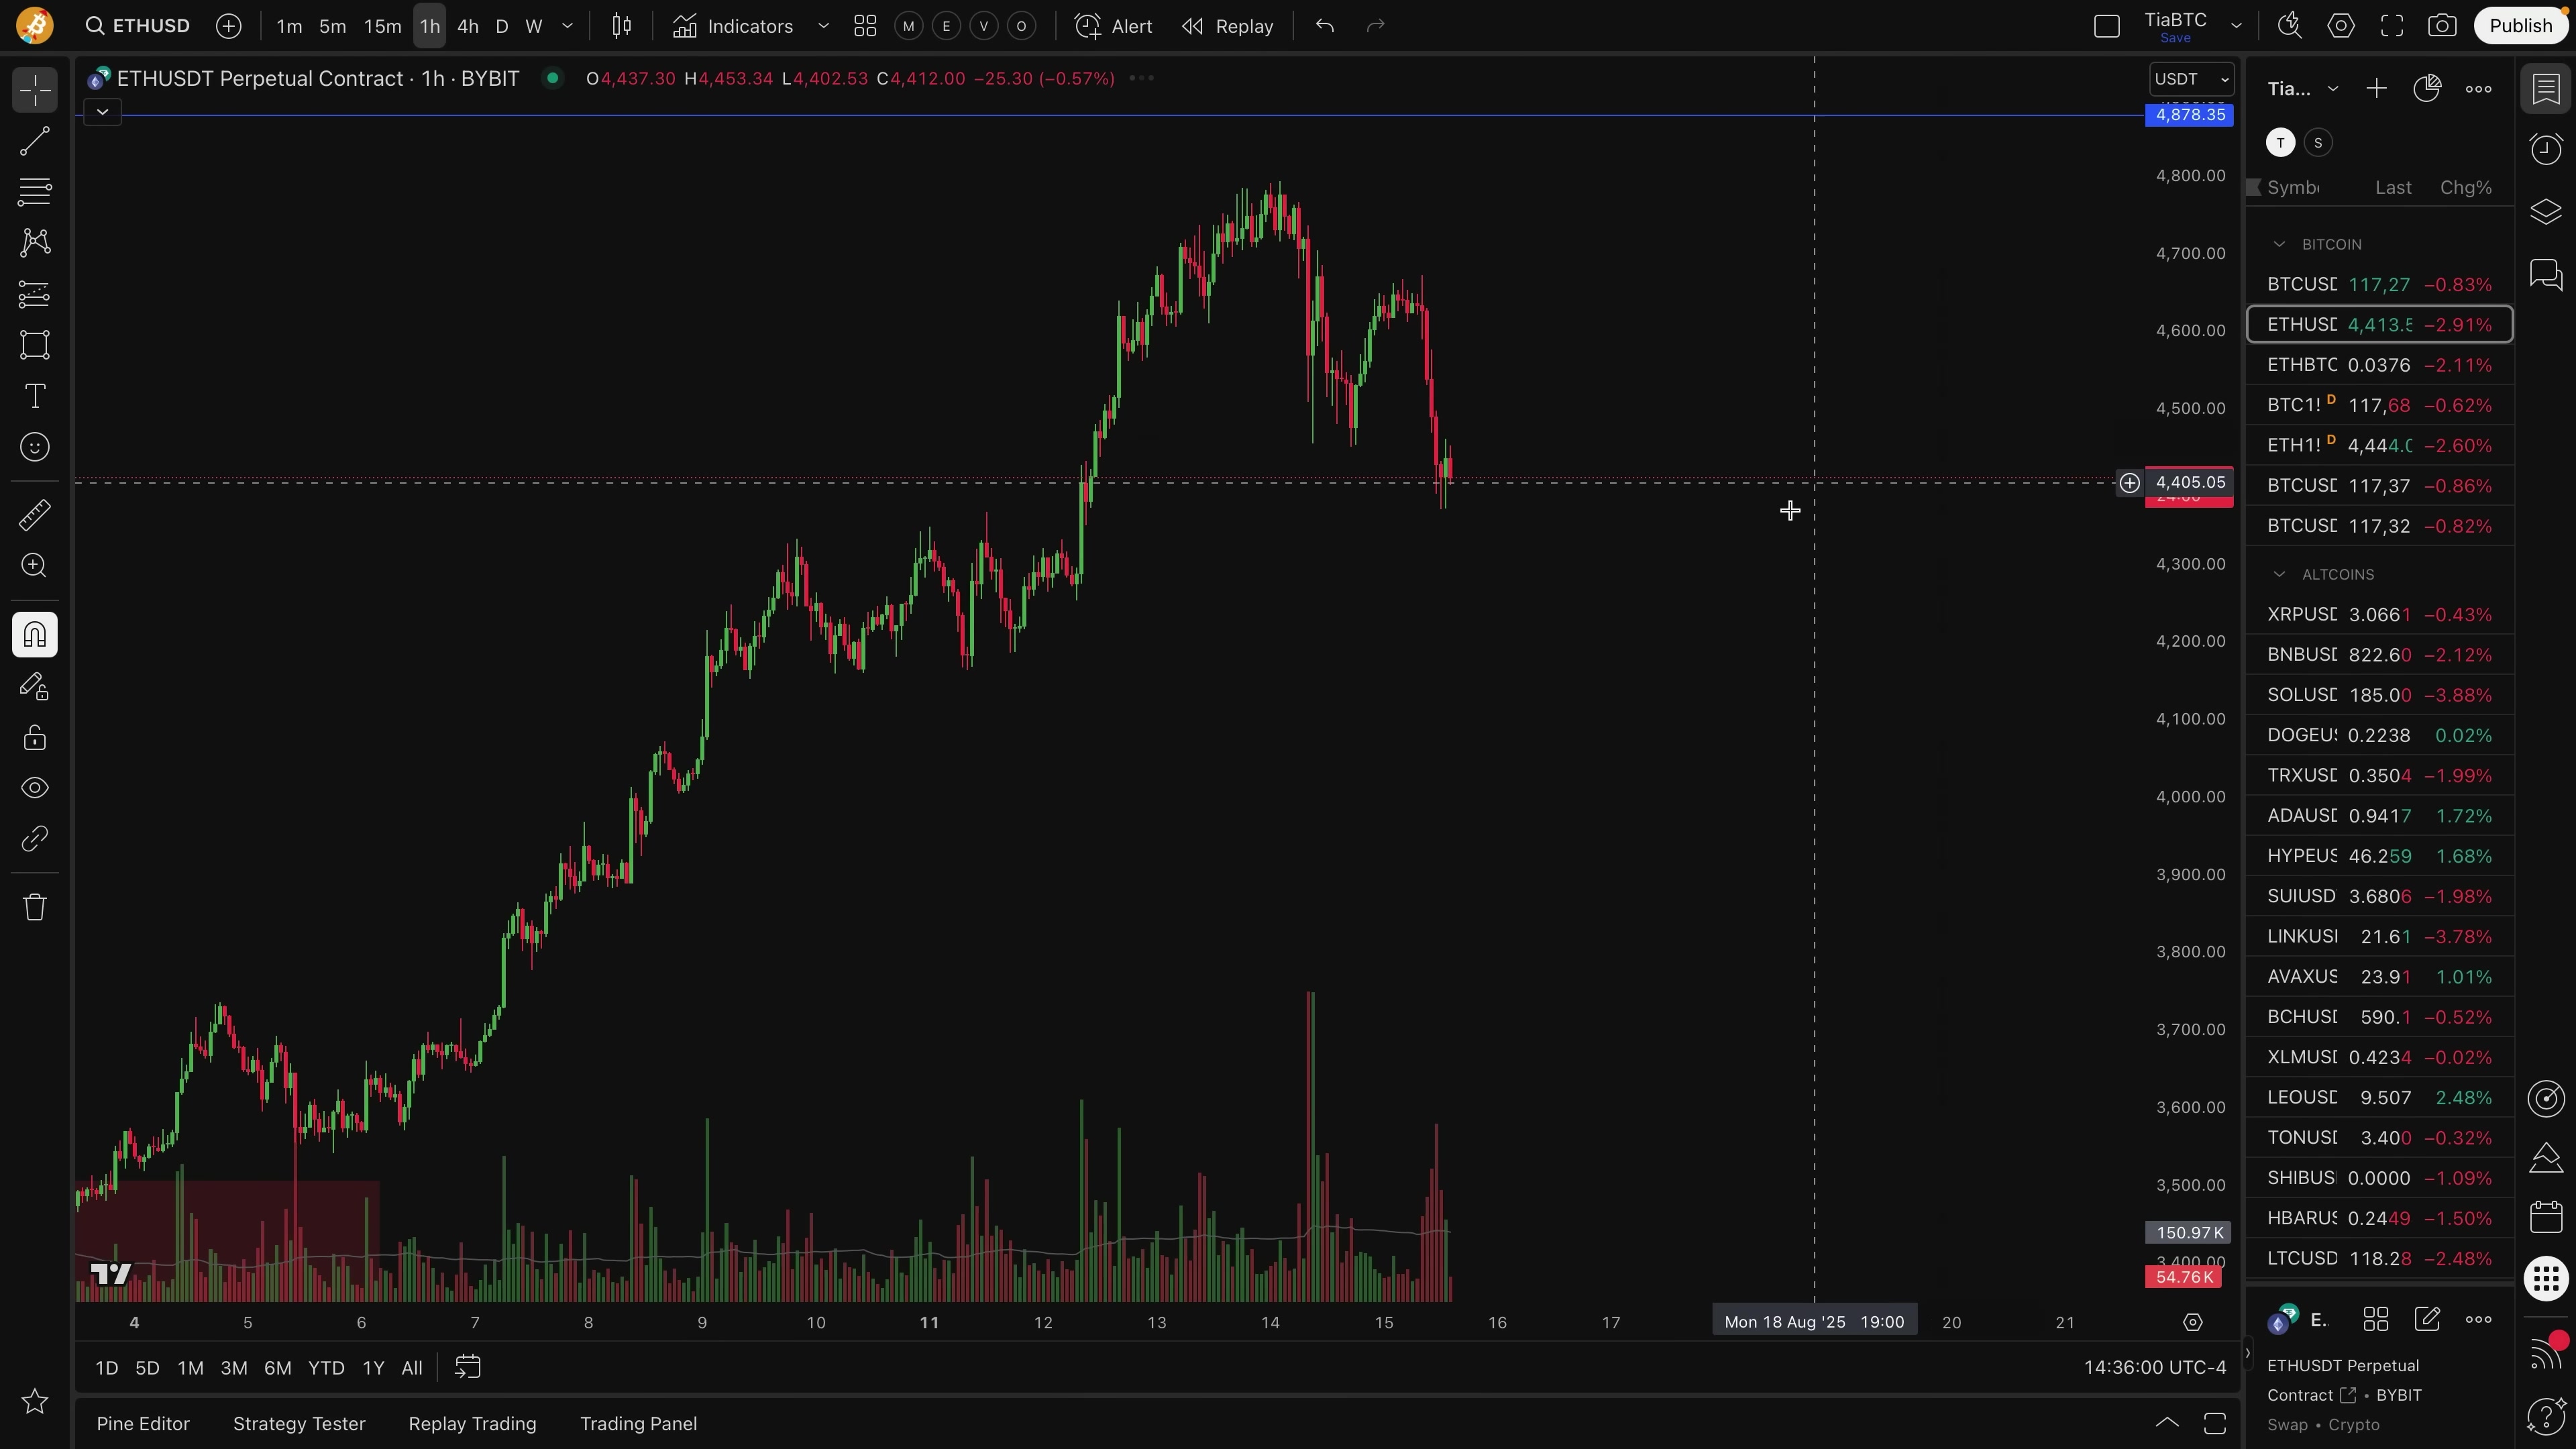 ETHUSD 1m 5m 15m 1h 4h D W Indicators M E V O Alert Replay TiaBTC Save Publish
ETHUSDT Perpetual Contract · 1h · BYBIT O4,437.30 H4,453.34 L4,402.53 C4,412.00 −25.30 (−0.57%)
USDT
4,878.35
4,800.00
4,700.00
4,600.00
4,500.00
4,405.05
4,300.00
4,200.00
4,100.00
4,000.00
3,900.00
3,800.00
3,700.00
3,600.00
3,500.00
150.97 K
3,400.00
54.76 K
4 5 6 7 8 9 10 11 12 13 14 15 16 17 Mon 18 Aug '25 19:00 20 21
1D 5D 1M 3M 6M YTD 1Y All 14:36:00 UTC-4
Pine Editor Strategy Tester Replay Trading Trading Panel
Tia...
T S
Symb Last Chg%
BITCOIN
BTCUSD 117,27 −0.83%
ETHUSD 4,413.5 −2.91%
ETHBTC 0.0376 −2.11%
BTC1! D 117,68 −0.62%
ETH1! D 4,444.0 −2.60%
BTCUSD 117,37 −0.86%
BTCUSD 117,32 −0.82%
ALTCOINS
XRPUSD 3.0661 −0.43%
BNBUSD 822.60 −2.12%
SOLUSD 185.00 −3.88%
DOGEUS 0.2238 0.02%
TRXUSD 0.3504 −1.99%
ADAUSD 0.9417 1.72%
HYPEUS 46.259 1.68%
SUIUSD 3.6806 −1.98%
LINKUS 21.61 −3.78%
AVAXUS 23.91 1.01%
BCHUSD 590.1 −0.52%
XLMUSD 0.4234 −0.02%
LEOUSD 9.507 2.48%
TONUSD 3.400 −0.32%
SHIBUS 0.0000 −1.09%
HBARUS 0.2449 −1.50%
LTCUSD 118.28 −2.48%
E.
ETHUSDT Perpetual
Contract • BYBIT
Swap • Crypto